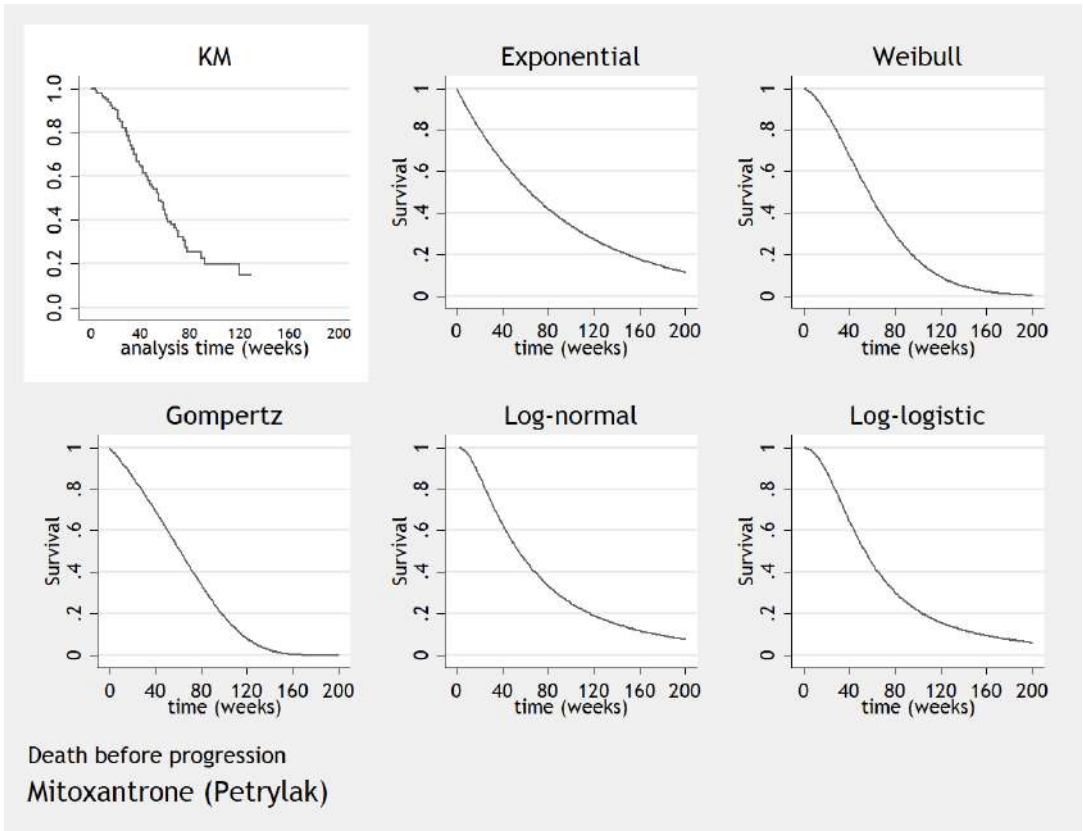 KM
1.0
0.8
0.6
0.4
0.2
0.0
0 40 80 120 160 200
analysis time (weeks)
Exponential
Survival
1
.8
.6
.4
.2
0
0 40 80 120 160 200
time (weeks)
Weibull
Survival
1
.8
.6
.4
.2
0
0 40 80 120 160 200
time (weeks)
Gompertz
Survival
1
.8
.6
.4
.2
0
0 40 80 120 160 200
time (weeks)
Log-normal
Survival
1
.8
.6
.4
.2
0
0 40 80 120 160 200
time (weeks)
Log-logistic
Survival
1
.8
.6
.4
.2
0
0 40 80 120 160 200
time (weeks)
Death before progression
Mitoxantrone (Petrylak)